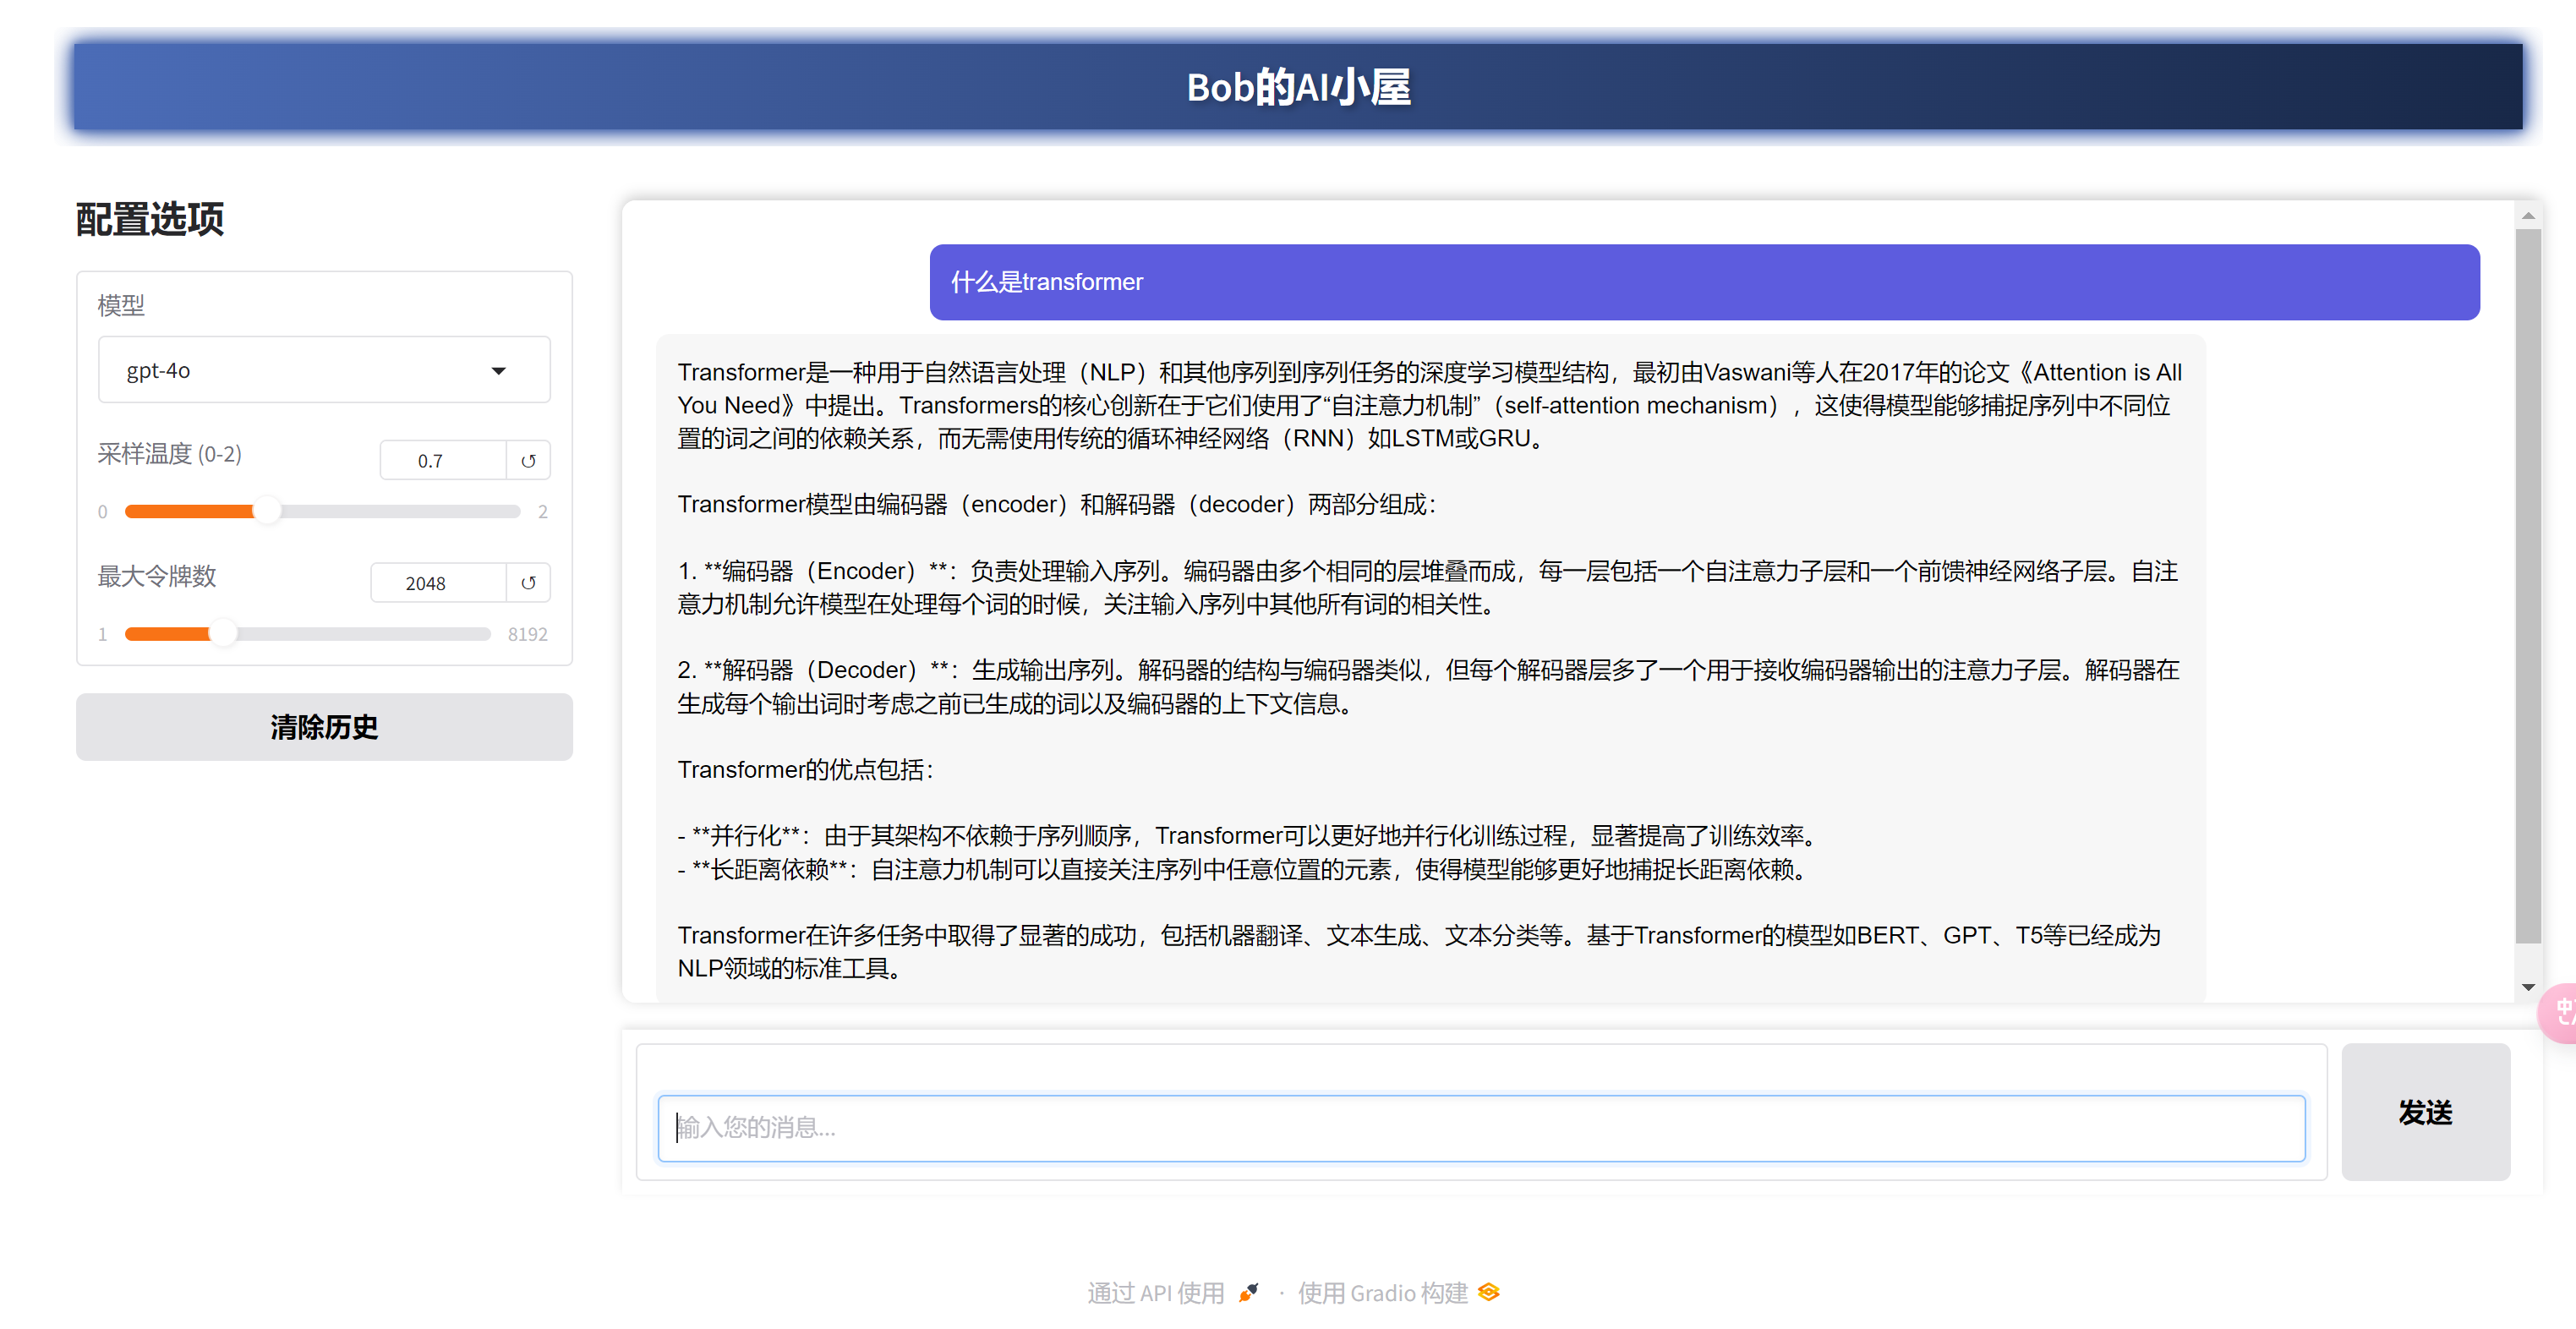 Bob的AI小屋
配置选项
模型
gpt-4o
采样温度 (0-2)
0.7
↺
0
2
最大令牌数
2048
↺
1
8192
清除历史
什么是transformer
Transformer是一种用于自然语言处理（NLP）和其他序列到序列任务的深度学习模型结构，最初由Vaswani等人在2017年的论文《Attention is All
You Need》中提出。Transformers的核心创新在于它们使用了“自注意力机制”（self-attention mechanism），这使得模型能够捕捉序列中不同位
置的词之间的依赖关系，而无需使用传统的循环神经网络（RNN）如LSTM或GRU。
Transformer模型由编码器（encoder）和解码器（decoder）两部分组成：
1. **编码器（Encoder）**：负责处理输入序列。编码器由多个相同的层堆叠而成，每一层包括一个自注意力子层和一个前馈神经网络子层。自注
意力机制允许模型在处理每个词的时候，关注输入序列中其他所有词的相关性。
2. **解码器（Decoder）**：生成输出序列。解码器的结构与编码器类似，但每个解码器层多了一个用于接收编码器输出的注意力子层。解码器在
生成每个输出词时考虑之前已生成的词以及编码器的上下文信息。
Transformer的优点包括：
- **并行化**：由于其架构不依赖于序列顺序，Transformer可以更好地并行化训练过程，显著提高了训练效率。
- **长距离依赖**：自注意力机制可以直接关注序列中任意位置的元素，使得模型能够更好地捕捉长距离依赖。
Transformer在许多任务中取得了显著的成功，包括机器翻译、文本生成、文本分类等。基于Transformer的模型如BERT、GPT、T5等已经成为
NLP领域的标准工具。
输入您的消息...
发送
通过 API 使用 · 使用 Gradio 构建